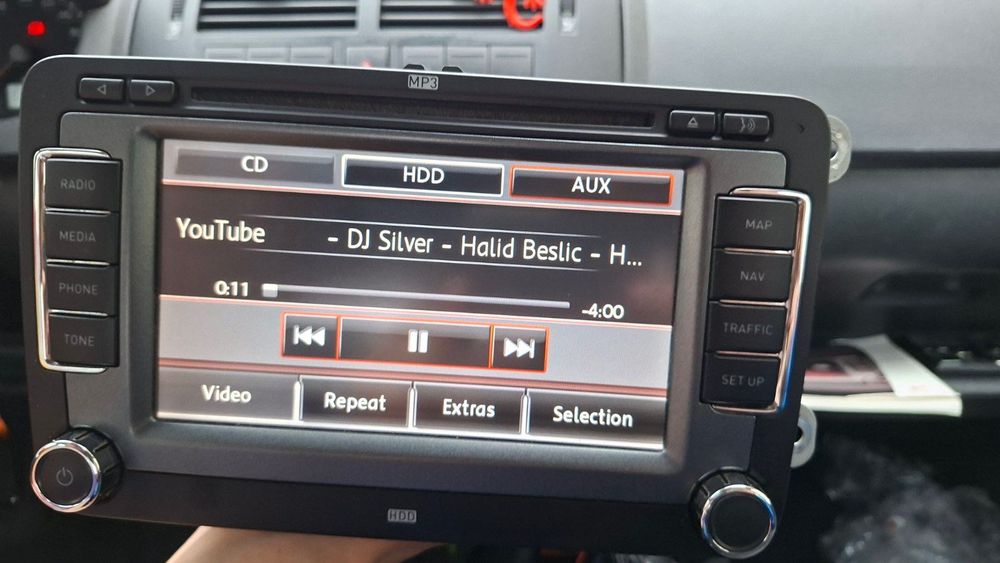 MP3
CD HDD AUX
RADIO
MEDIA
PHONE
TONE
YouTube - DJ Silver - Halid Beslic - H...
0:11 -4:00
Video Repeat Extras Selection
MAP
NAV
TRAFFIC
SET UP
HDD